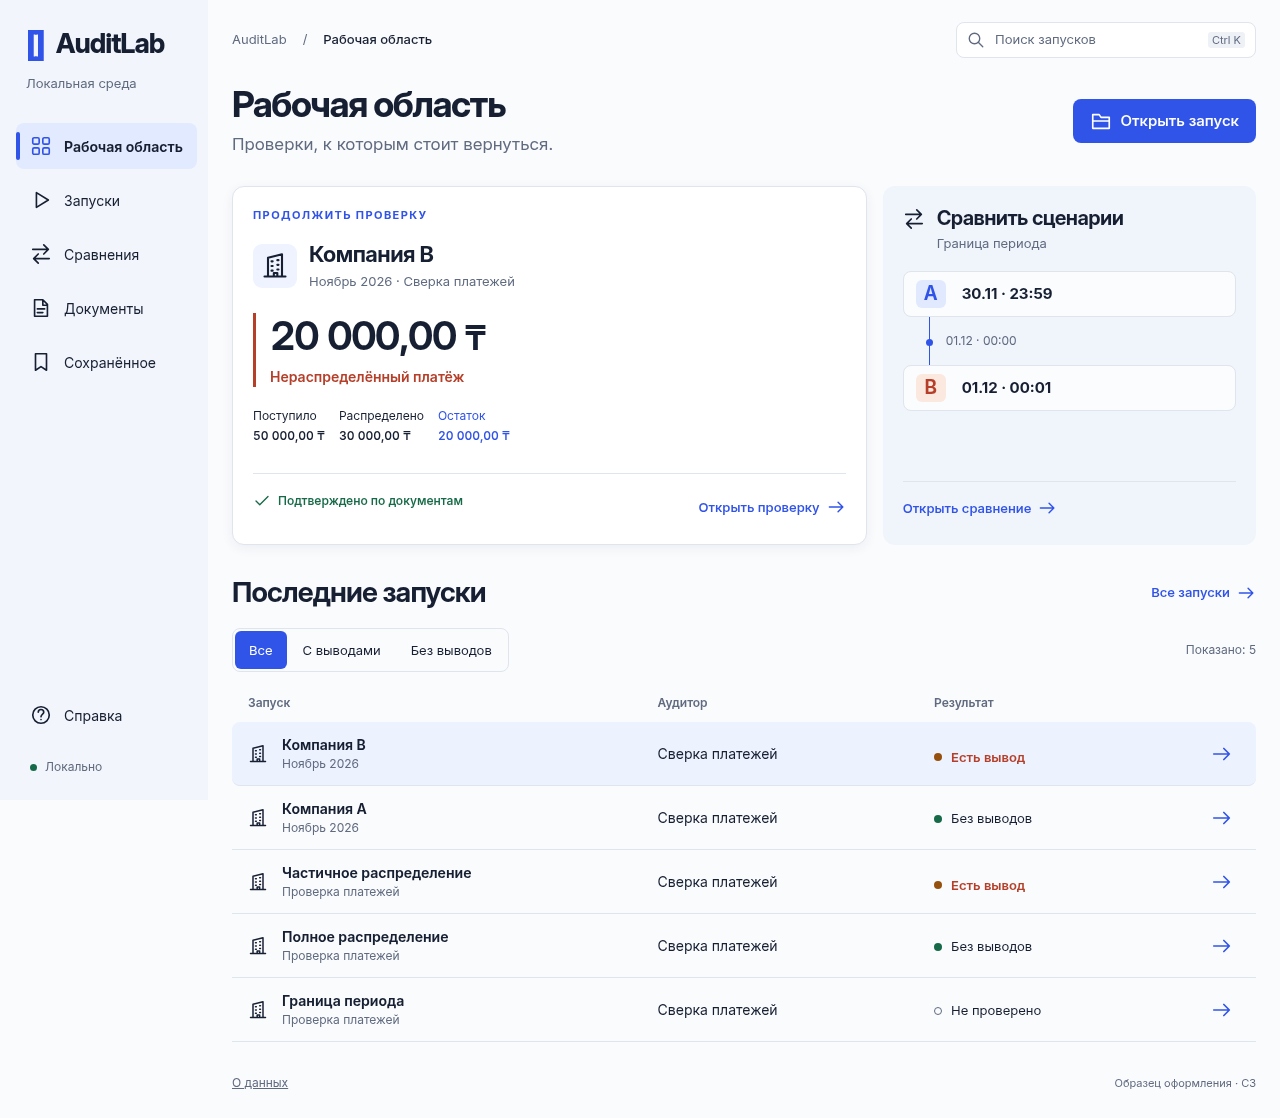 AuditLab
Локальная среда
Рабочая область
Запуски
Сравнения
Документы
Сохранённое
Справка
Локально
AuditLab / Рабочая область
Поиск запусков Ctrl K
Рабочая область
Проверки, к которым стоит вернуться.
Открыть запуск
ПРОДОЛЖИТЬ ПРОВЕРКУ
Компания B
Ноябрь 2026 · Сверка платежей
20 000,00 ₸
Нераспределённый платёж
Поступило Распределено Остаток
50 000,00 ₸ 30 000,00 ₸ 20 000,00 ₸
Подтверждено по документам
Открыть проверку
Сравнить сценарии
Граница периода
A 30.11 · 23:59
01.12 · 00:00
B 01.12 · 00:01
Открыть сравнение
Последние запуски
Все запуски
Все С выводами Без выводов
Показано: 5
Запуск Аудитор Результат
Компания B
Ноябрь 2026
Сверка платежей
Есть вывод
Компания A
Ноябрь 2026
Сверка платежей
Без выводов
Частичное распределение
Проверка платежей
Сверка платежей
Есть вывод
Полное распределение
Проверка платежей
Сверка платежей
Без выводов
Граница периода
Проверка платежей
Сверка платежей
Не проверено
О данных
Образец оформления · C3